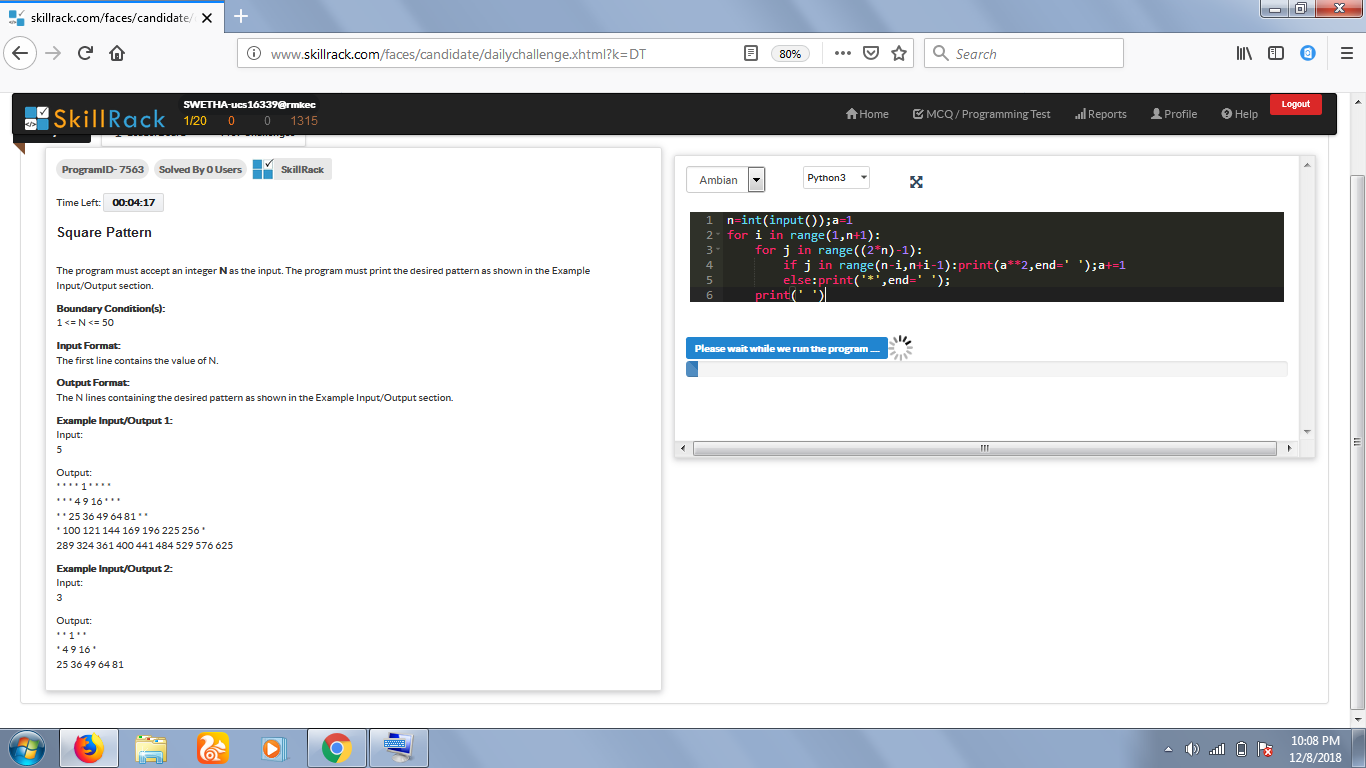 skillrack.com/faces/candidate/
www.skillrack.com/faces/candidate/dailychallenge.xhtml?k=DT
80%
Search
SkillRack
SWETHA-ucs16339@rmkec
1/20 0 0 1315
Home
MCQ / Programming Test
Reports
Profile
Help
Logout
ProgramID- 7563
Solved By 0 Users
SkillRack
Time Left: 00:04:17
Square Pattern
The program must accept an integer N as the input. The program must print the desired pattern as shown in the Example
Input/Output section.
Boundary Condition(s):
1 <= N <= 50
Input Format:
The first line contains the value of N.
Output Format:
The N lines containing the desired pattern as shown in the Example Input/Output section.
Example Input/Output 1:
Input:
5
Output:
* * * * 1 * * * *
* * * 4 9 16 * * *
* * 25 36 49 64 81 * *
* 100 121 144 169 196 225 256 *
289 324 361 400 441 484 529 576 625
Example Input/Output 2:
Input:
3
Output:
* * 1 * *
* 4 9 16 *
25 36 49 64 81
Ambian
Python3
1 n=int(input());a=1
2 for i in range(1,n+1):
3 for j in range((2*n)-1):
4 if j in range(n-i,n+i-1):print(a**2,end=' ');a+=1
5 else:print('*',end=' ');
6 print(' ')
Please wait while we run the program ....
10:08 PM
12/8/2018